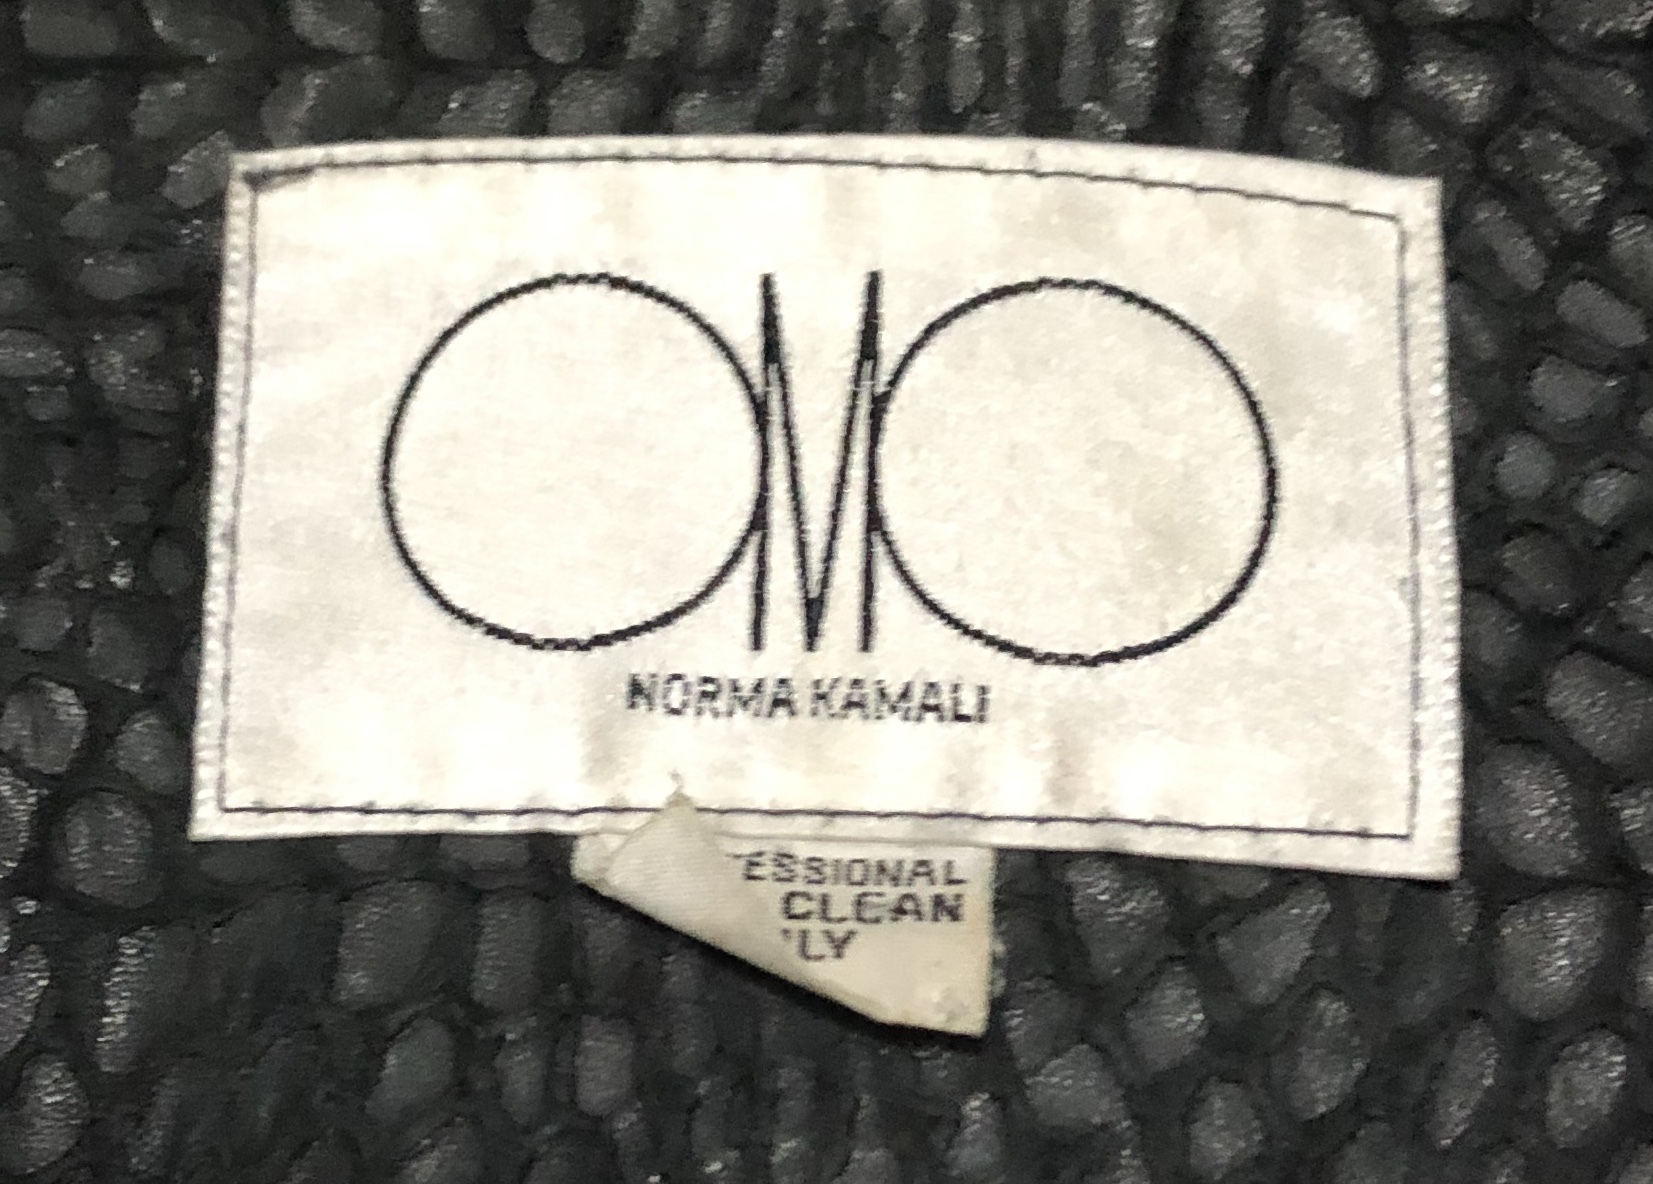 OMO
NORMA KAMALI
ESSIONAL
CLEAN
LY